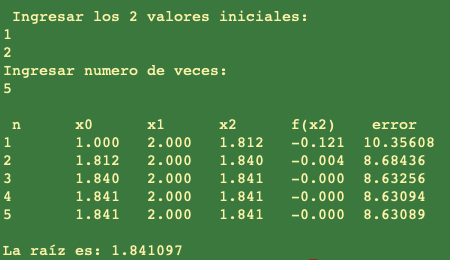 Ingresar los 2 valores iniciales:
1
2
Ingresar numero de veces:
5
n x0 x1 x2 f(x2) error
1 1.000 2.000 1.812 -0.121 10.35608
2 1.812 2.000 1.840 -0.004 8.68436
3 1.840 2.000 1.841 -0.000 8.63256
4 1.841 2.000 1.841 -0.000 8.63094
5 1.841 2.000 1.841 -0.000 8.63089
La raíz es: 1.841097